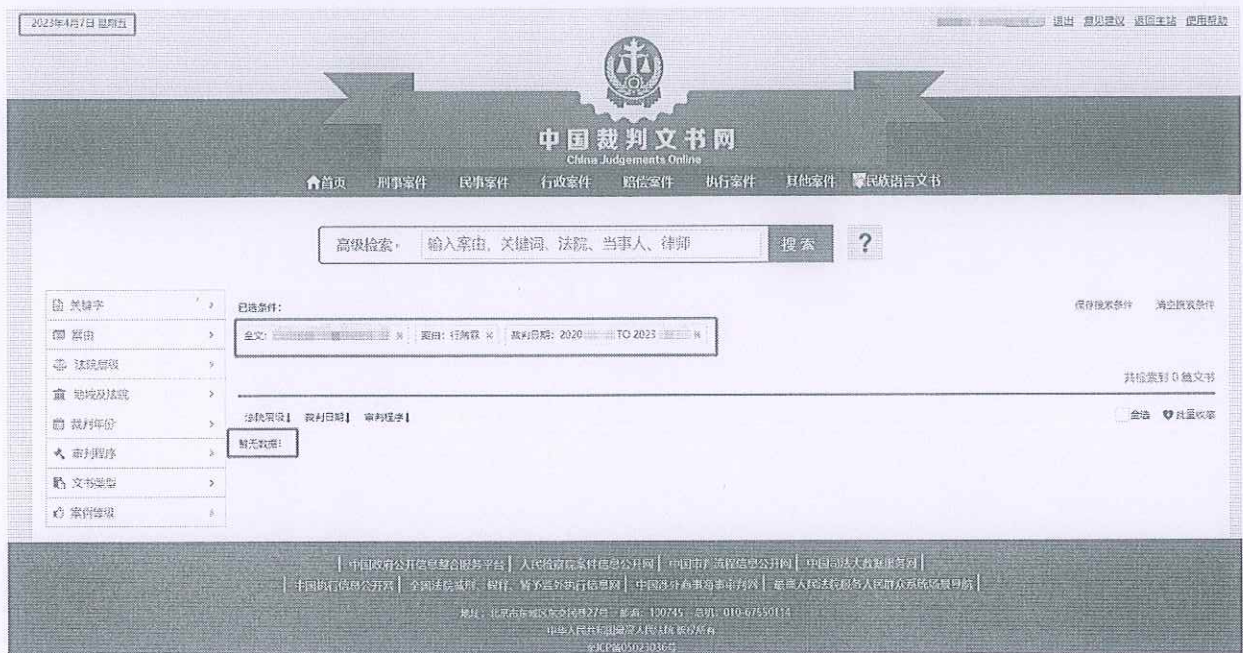 2023年4月7日 星期五
退出 意见建议 返回主站 使用帮助
中国裁判文书网
China Judgements Online
首页 刑事案件 民事案件 行政案件 赔偿案件 执行案件 其他案件 民族语言文书
高级检索 输入案由、关键词、法院、当事人、律师 搜索 ?
关键字
案由
法院层级
地域及法院
裁判年份
审判程序
文书类型
案例等级
已选条件:
保存搜索条件 清空搜索条件
全文: × 案由: 行贿罪 × 裁判日期: 2020 TO 2023 ×
共检索到 0 篇文书
法院层级 裁判日期 审判程序
全选 批量收藏
暂无数据!
中国政府公开信息整合服务平台 | 人民检察院案件信息公开网 | 中国审判流程信息公开网 | 中国司法大数据服务网 |
中国执行信息公开网 | 全国法院减刑、假释、暂予监外执行信息网 | 中国涉外商事海事审判网 | 最高人民法院服务人民群众系统场景导航 |
地址：北京市东城区东交民巷27号 邮编：100745 总机：010-67550114
中华人民共和国最高人民法院 版权所有
京ICP备05023036号